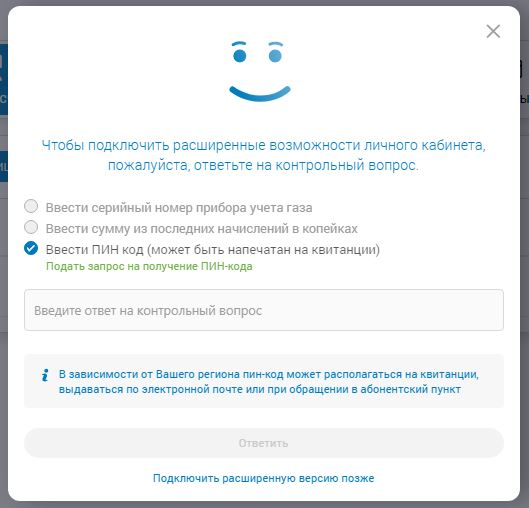 Чтобы подключить расширенные возможности личного кабинета,
пожалуйста, ответьте на контрольный вопрос.
Ввести серийный номер прибора учета газа
Ввести сумму из последних начислений в копейках
Ввести ПИН код (может быть напечатан на квитанции)
Подать запрос на получение ПИН-кода
Введите ответ на контрольный вопрос
В зависимости от Вашего региона пин-код может располагаться на квитанции,
выдаваться по электронной почте или при обращении в абонентский пункт
Ответить
Подключить расширенную версию позже